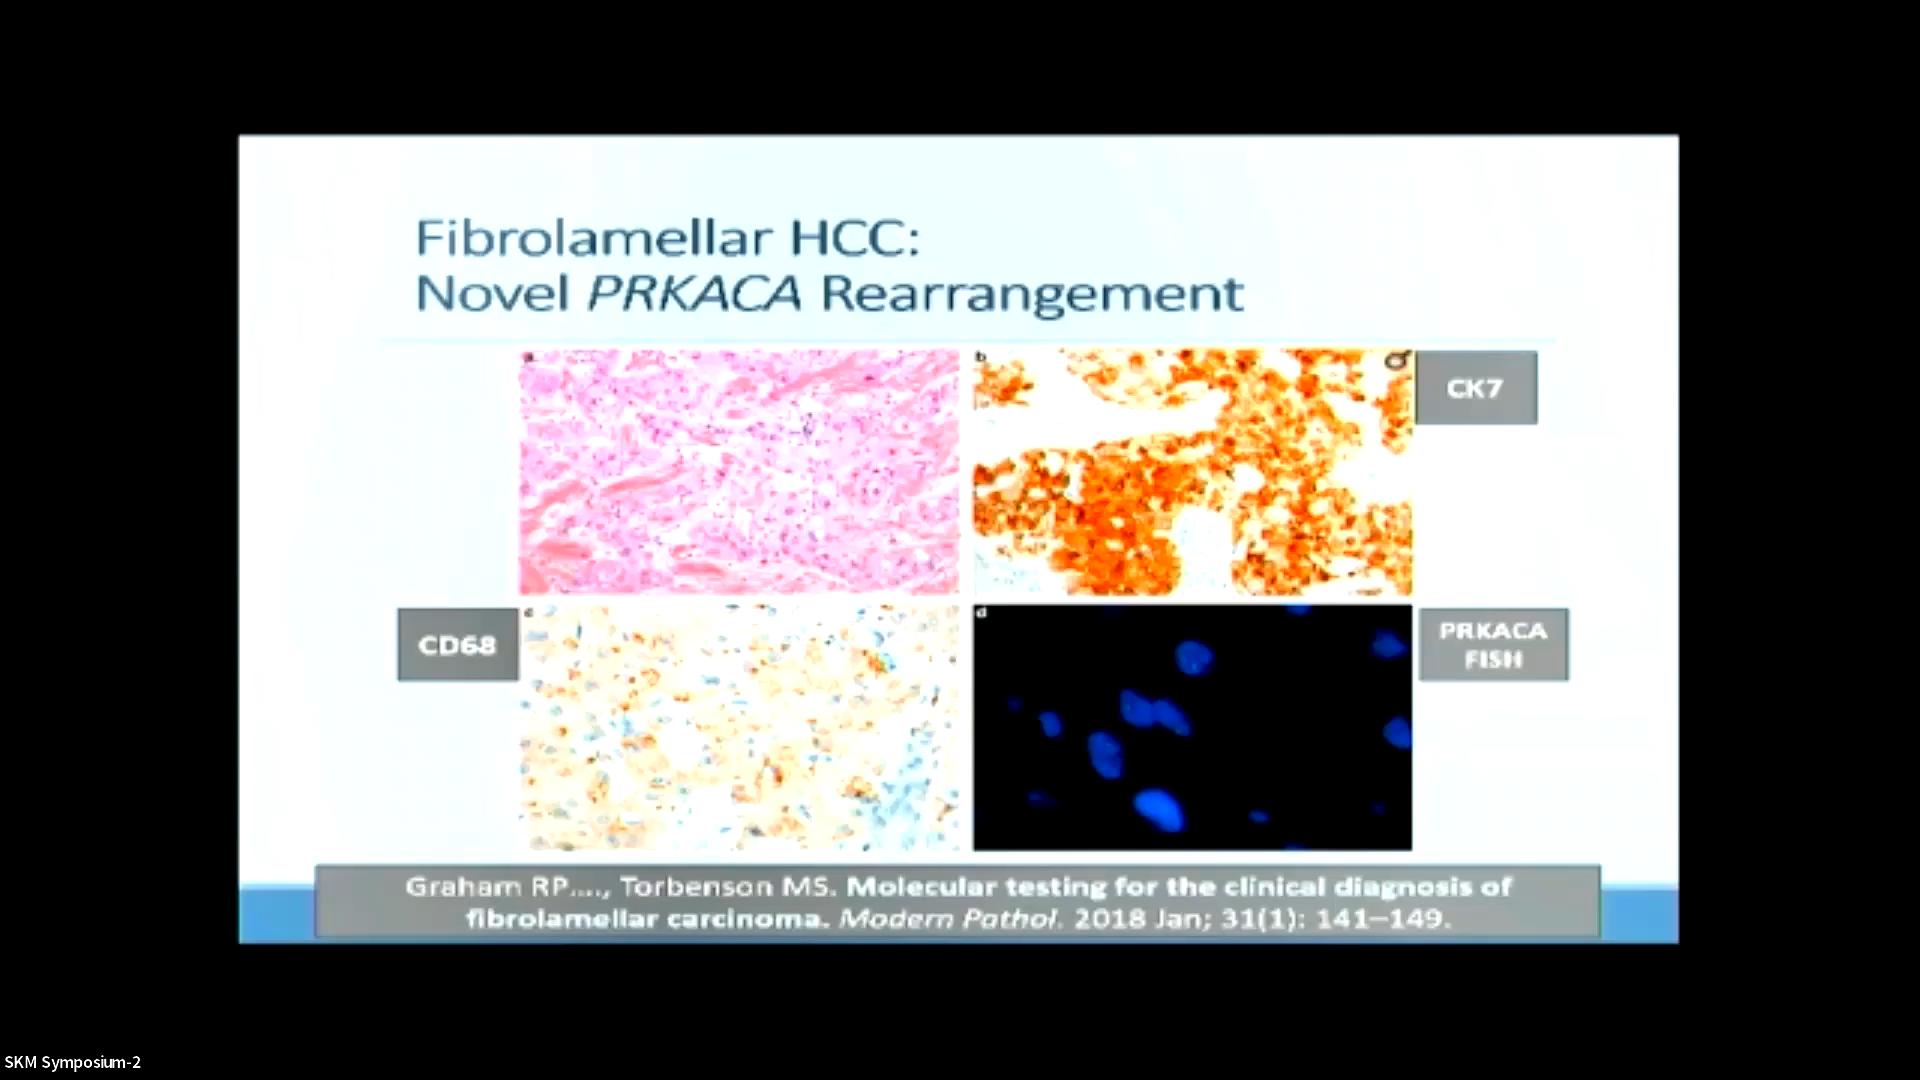 Fibrolamellar HCC:
Novel PRKACA Rearrangement
a
b
CK7
CD68
c
d
PRKACA
FISH
Graham RP...., Torbenson MS. Molecular testing for the clinical diagnosis of
fibrolamellar carcinoma. Modern Pathol. 2018 Jan; 31(1): 141–149.
SKM Symposium-2